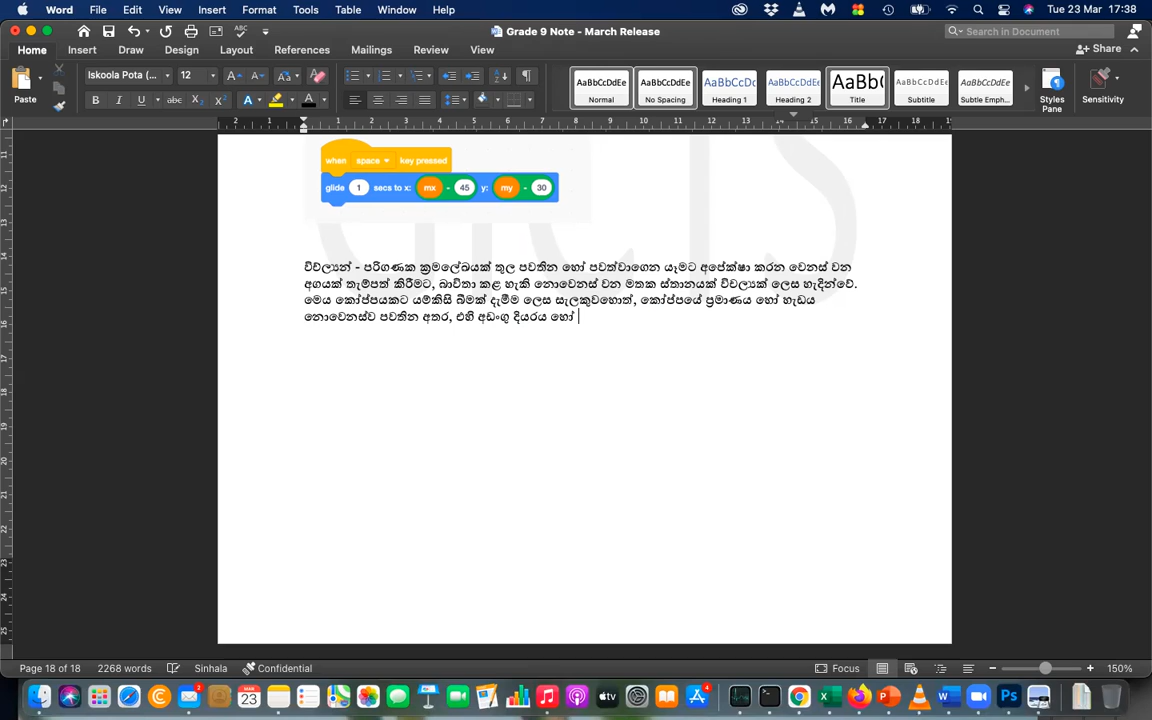 Word File Edit View Insert Format Tools Table Window Help Tue 23 Mar 17:38
Grade 9 Note - March Release Search in Document
Home Insert Draw Design Layout References Mailings Review View Share
Paste Iskoola Pota ( 12 AaBbCcDdEe AaBbCcDdEe AaBbCcDc AaBbCcDdEe AaBb( AaBbCcDdEe AaBbCcDdEe
Normal No Spacing Heading 1 Heading 2 Title Subtitle Subtle Emph... Styles Pane Sensitivity
when space key pressed
glide 1 secs to x: mx - 45 y: my - 30
විච්ල්‍යන් - පරිගණක ක්‍රමලේඛයක් තුල පවතින හෝ පවත්වාගෙන යෑමට අපේක්ෂා කරන වෙනස් වන
අගයක් තැම්පත් කිරීමට, බාවිතා කළ හැකි නොවෙනස් වන මතක ස්තානයක් විචල්‍යක් ලෙස හැදින්වේ.
මෙය කෝප්පයකට යම්කිසි බීමක් දැමීම ලෙස සැලකුවහොත්, කෝප්පයේ ප්‍රමාණය හෝ හැඩය
නොවෙනස්ව පවතින අතර, එහි අඩංගු දියරය හෝ
Page 18 of 18 2268 words Sinhala Confidential Focus 150%